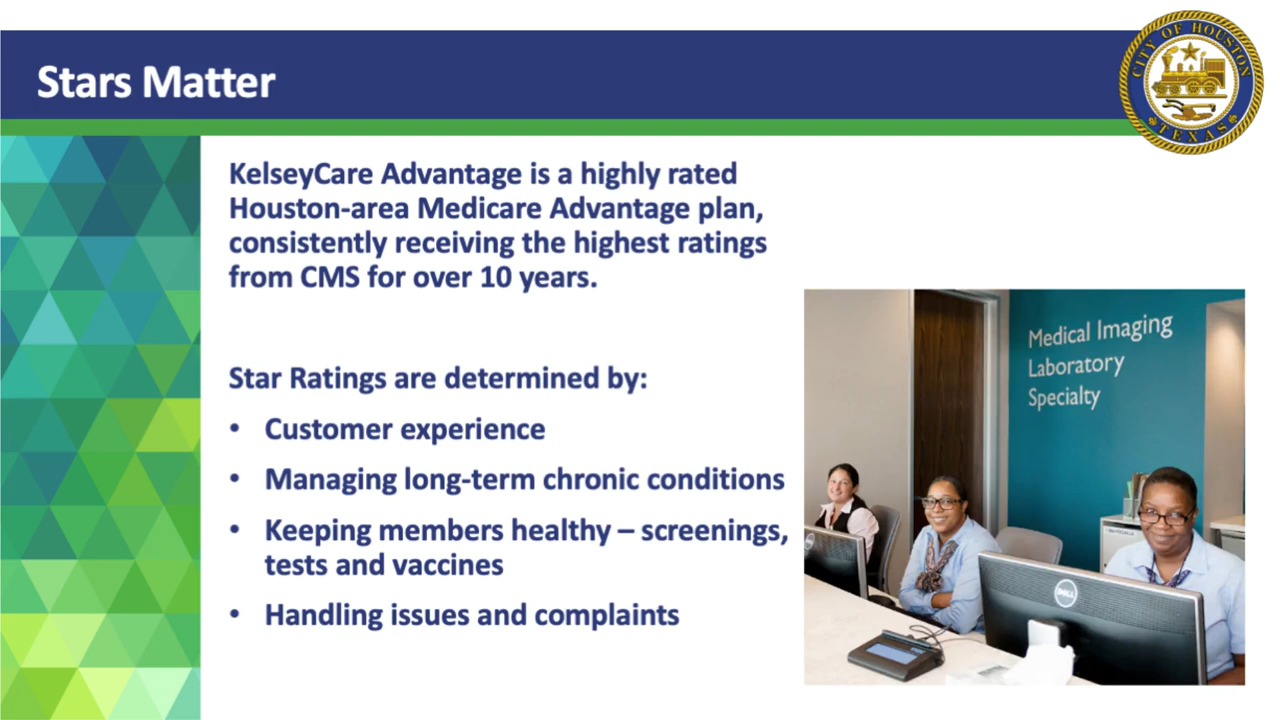 Stars Matter
CITY OF HOUSTON
TEXAS
KelseyCare Advantage is a highly rated
Houston-area Medicare Advantage plan,
consistently receiving the highest ratings
from CMS for over 10 years.
Star Ratings are determined by:
• Customer experience
• Managing long-term chronic conditions
• Keeping members healthy – screenings,
tests and vaccines
• Handling issues and complaints
Medical Imaging
Laboratory
Specialty
DELL